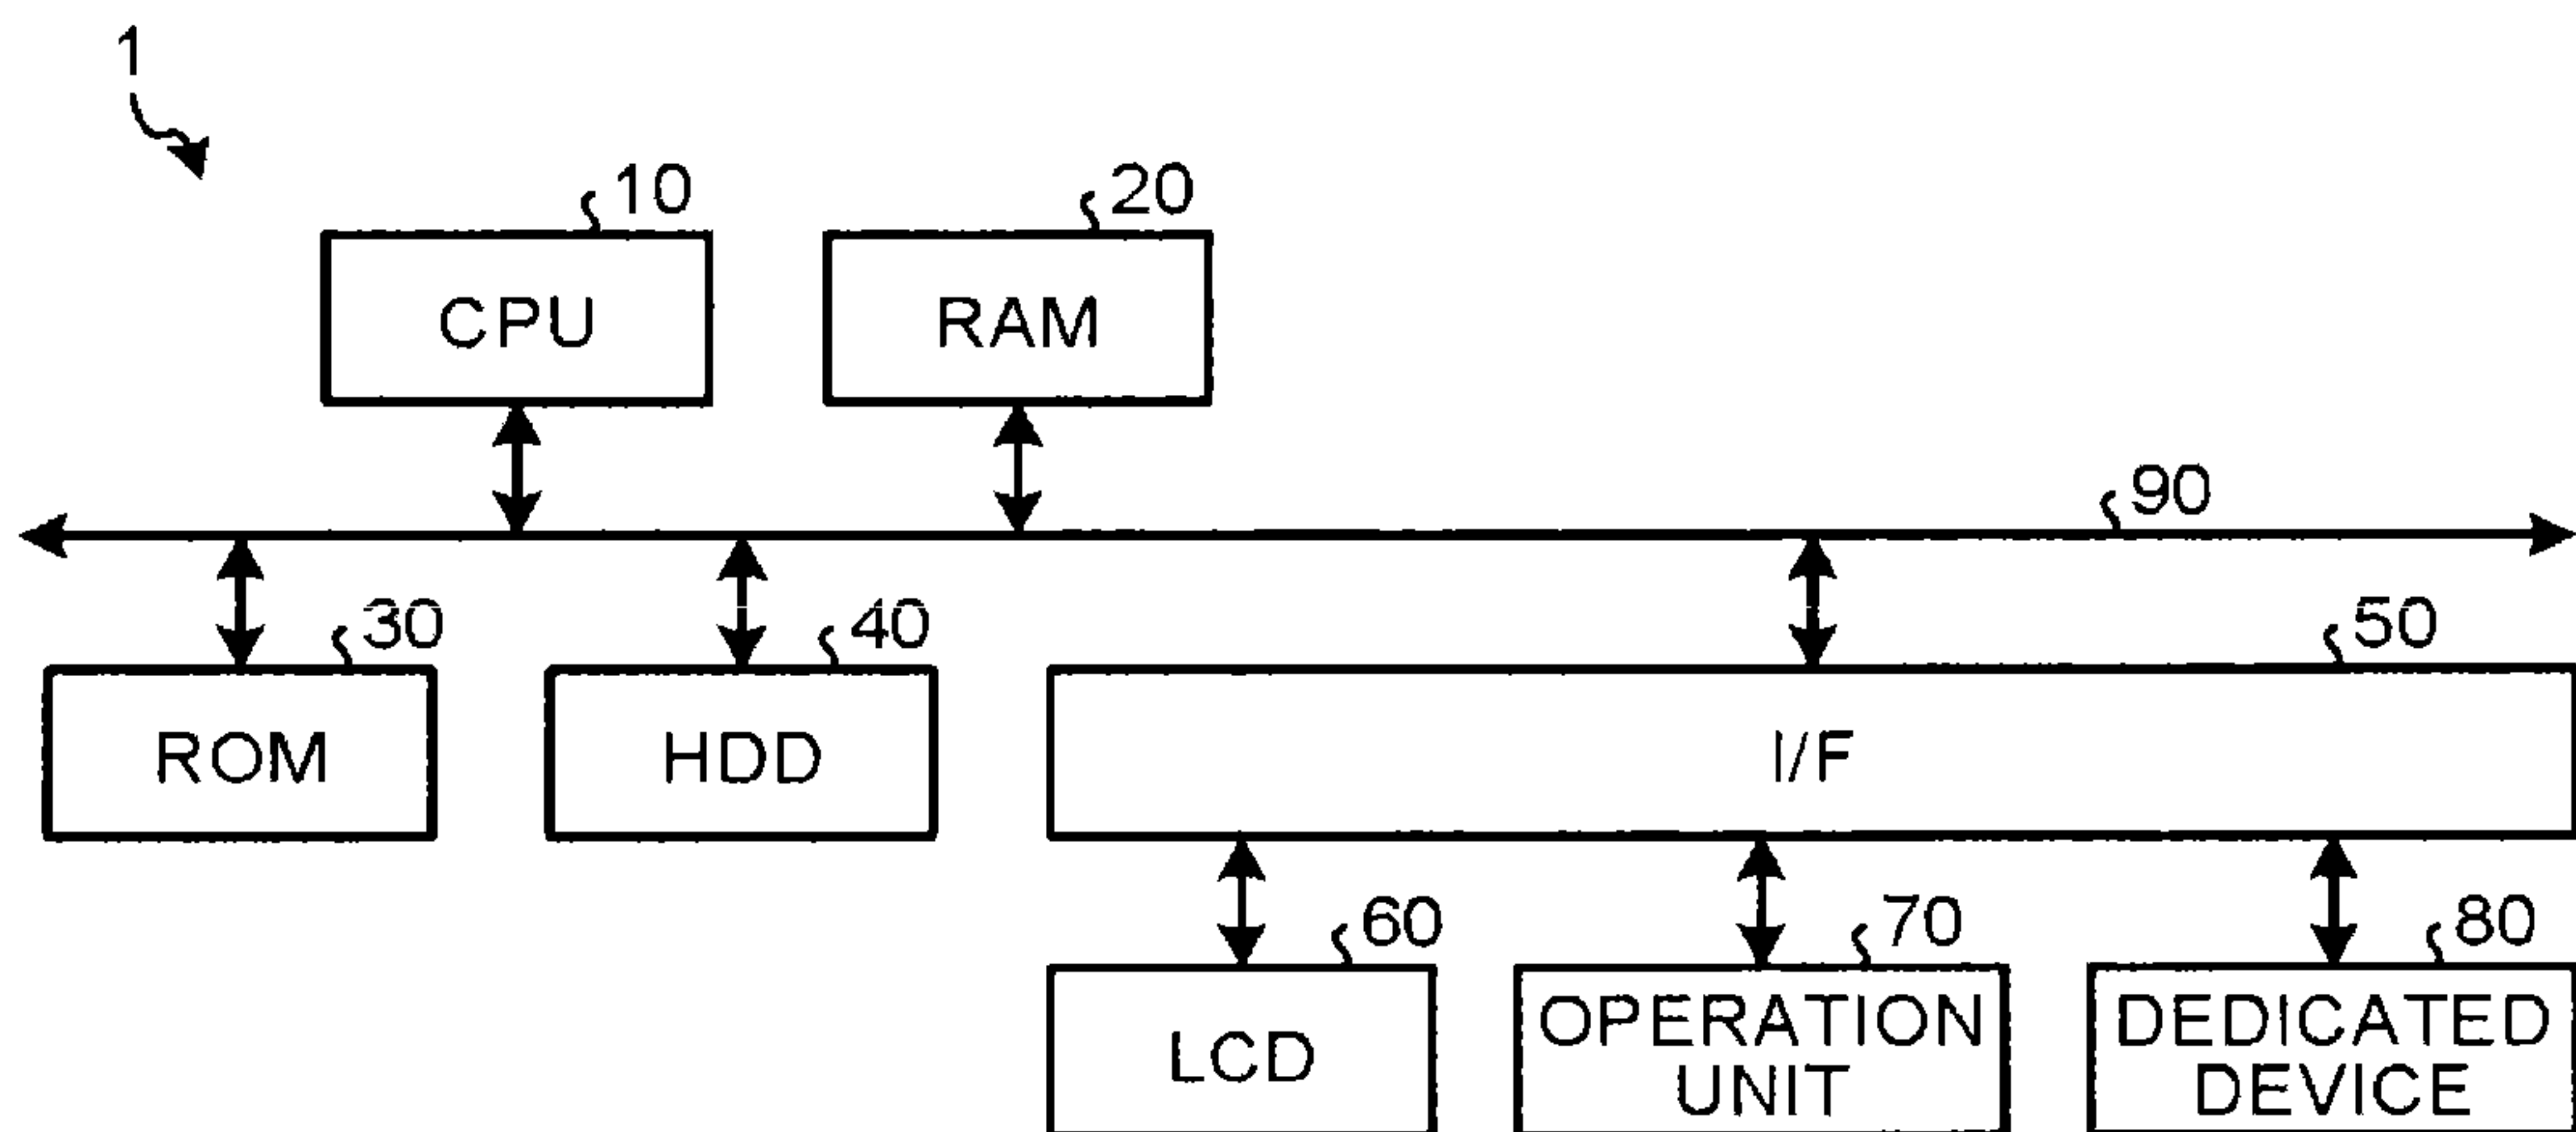 1
10
20
CPU
RAM
90
30
40
50
ROM
HDD
I/F
60
70
80
LCD
OPERATION
UNIT
DEDICATED
DEVICE